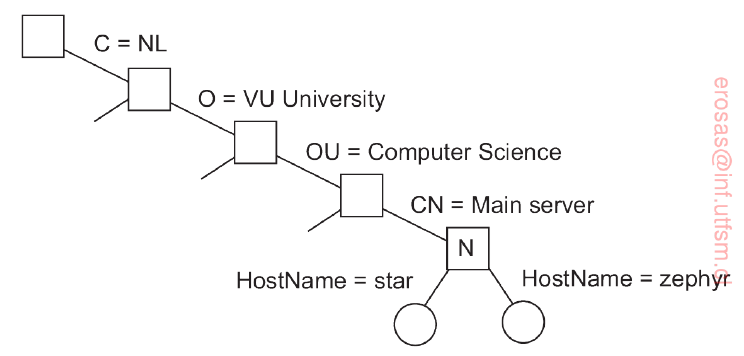 C = NL
O = VU University
OU = Computer Science
CN = Main server
N
HostName = star
HostName = zephyr
erosas@inf.utfsm.cl